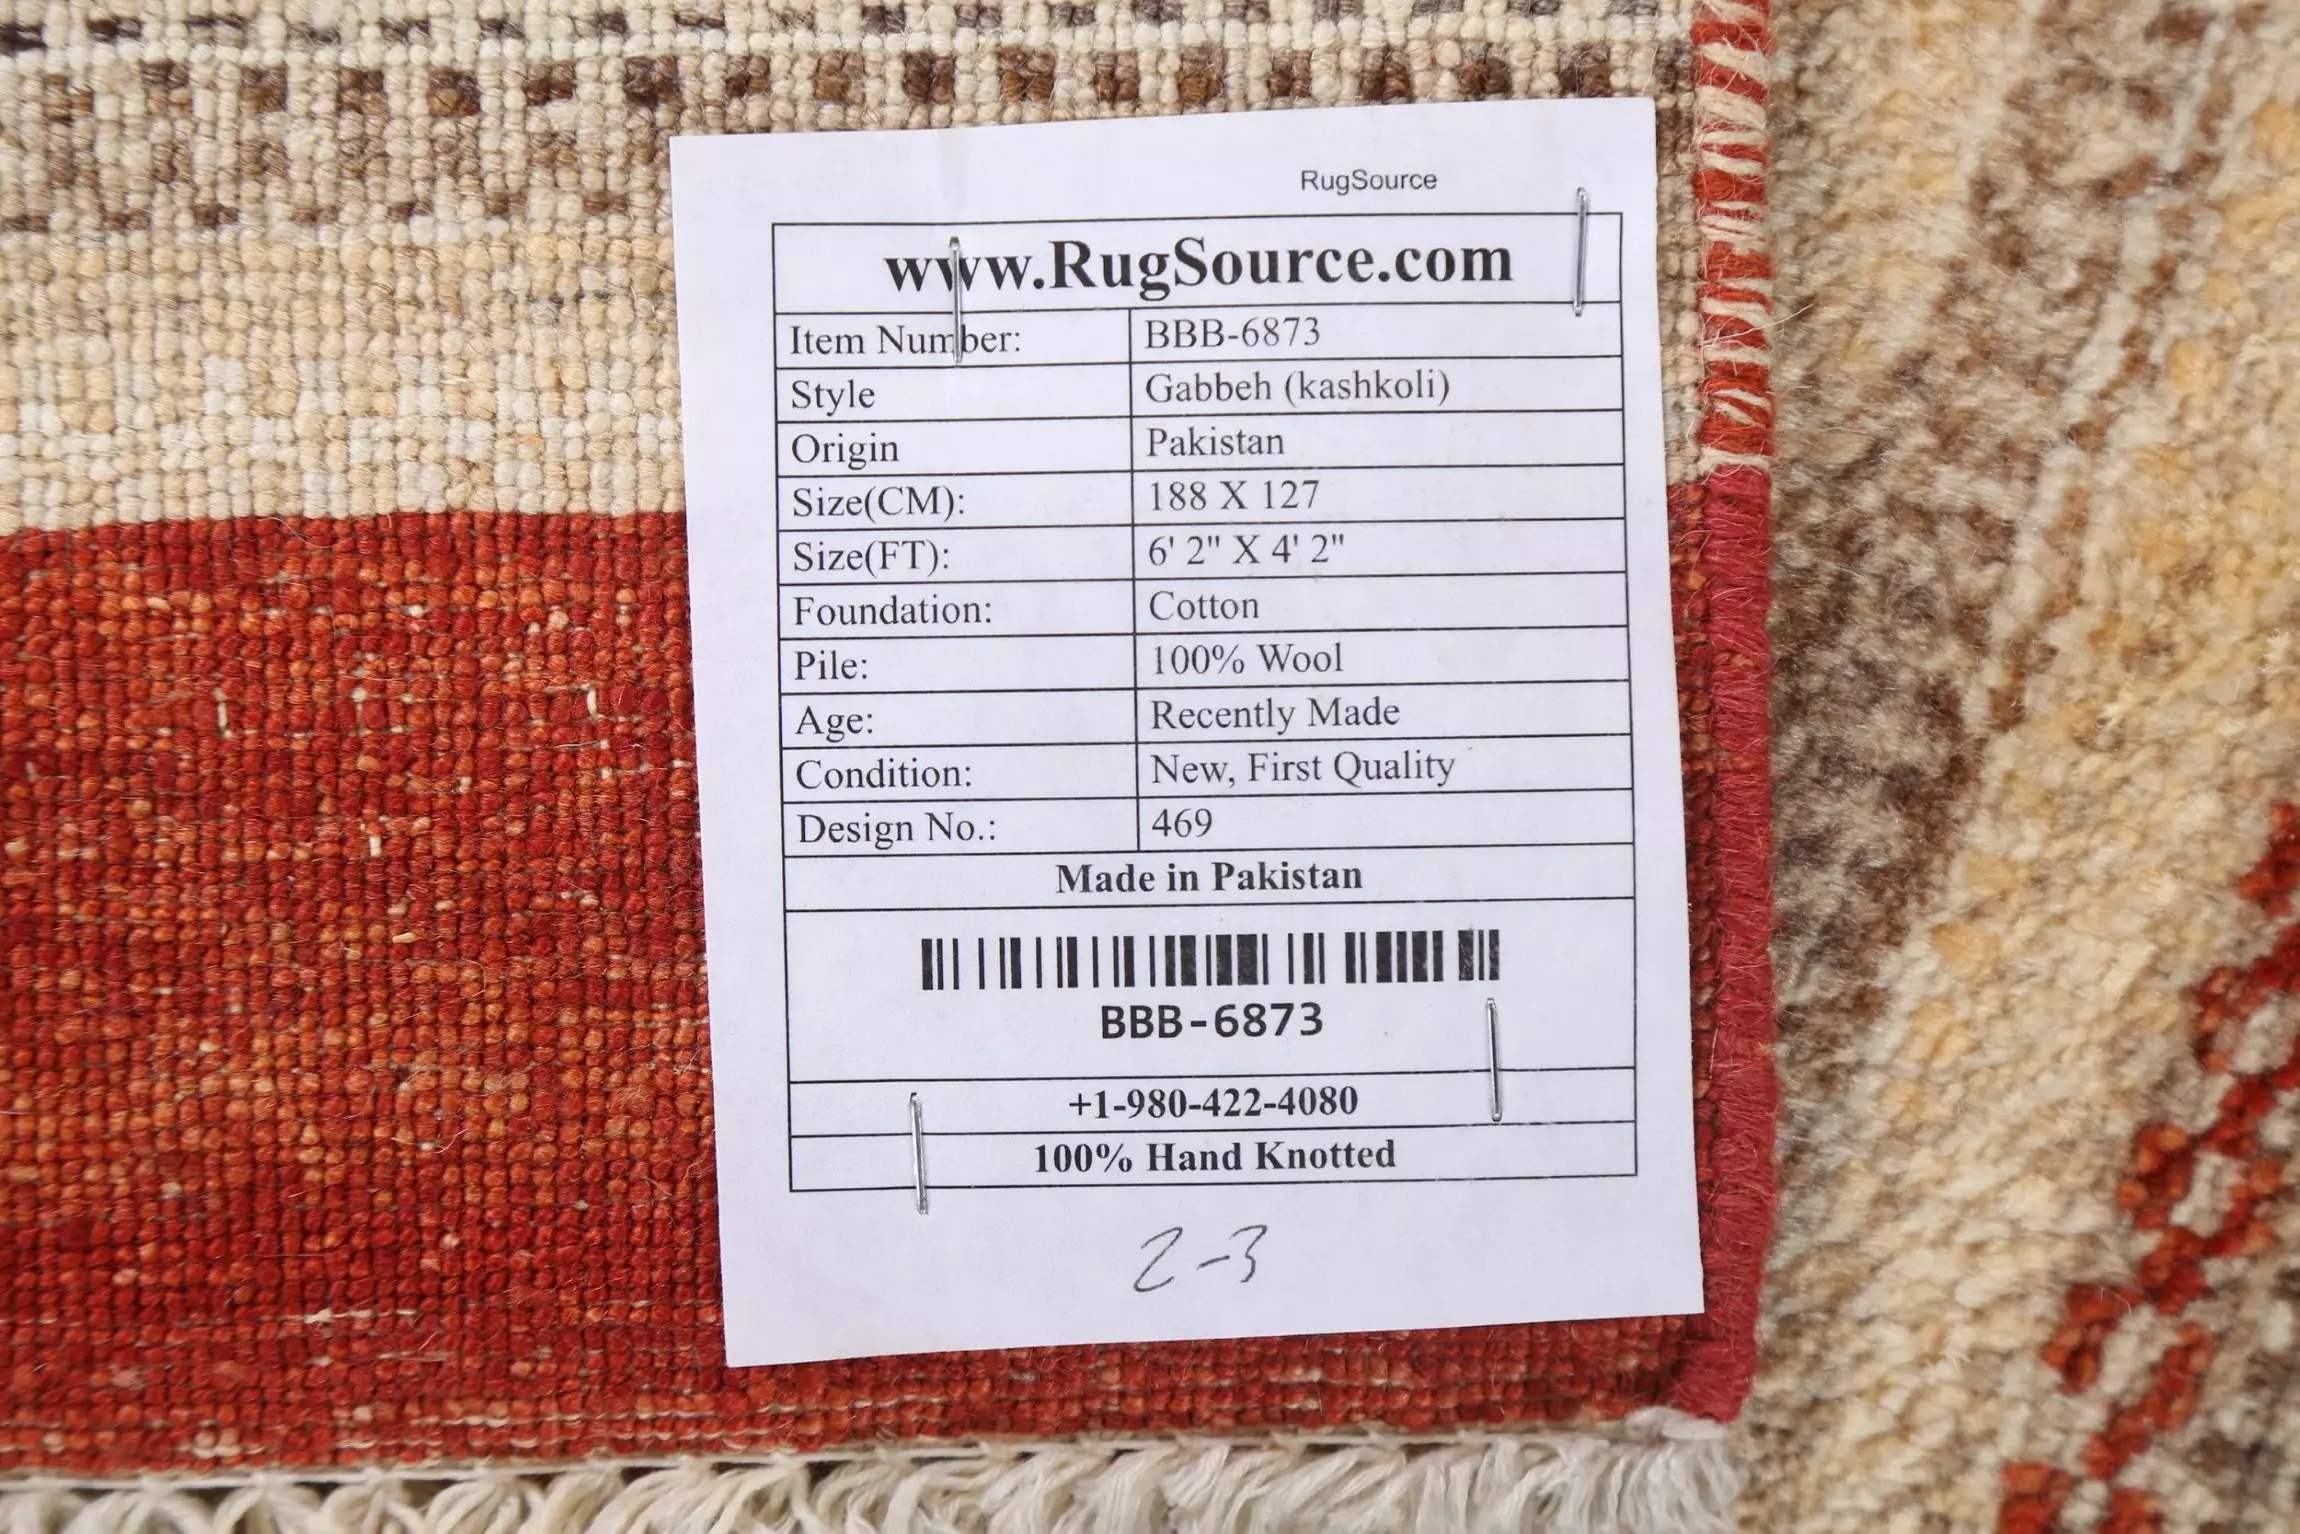 RugSource
www.RugSource.com
Item Number: BBB-6873
Style Gabbeh (kashkoli)
Origin Pakistan
Size(CM): 188 X 127
Size(FT): 6' 2" X 4' 2"
Foundation: Cotton
Pile: 100% Wool
Age: Recently Made
Condition: New, First Quality
Design No.: 469
Made in Pakistan
BBB-6873
+1-980-422-4080
100% Hand Knotted
2-3